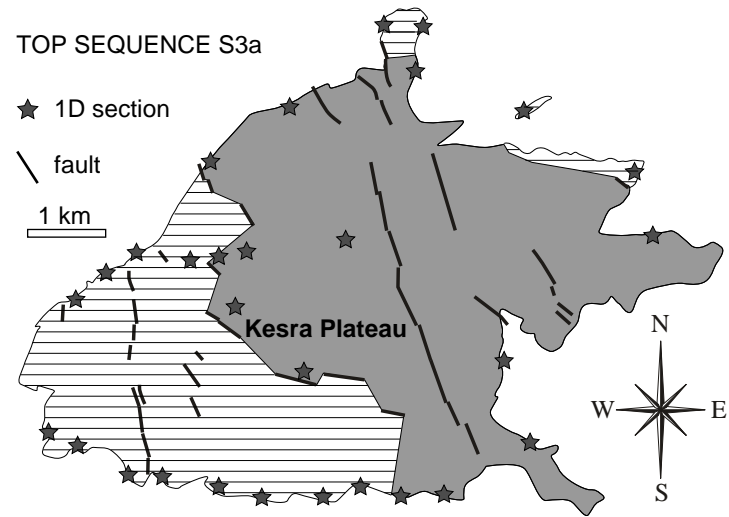 TOP SEQUENCE S3a
1D section
fault
1 km
Kesra Plateau
N
W E
S